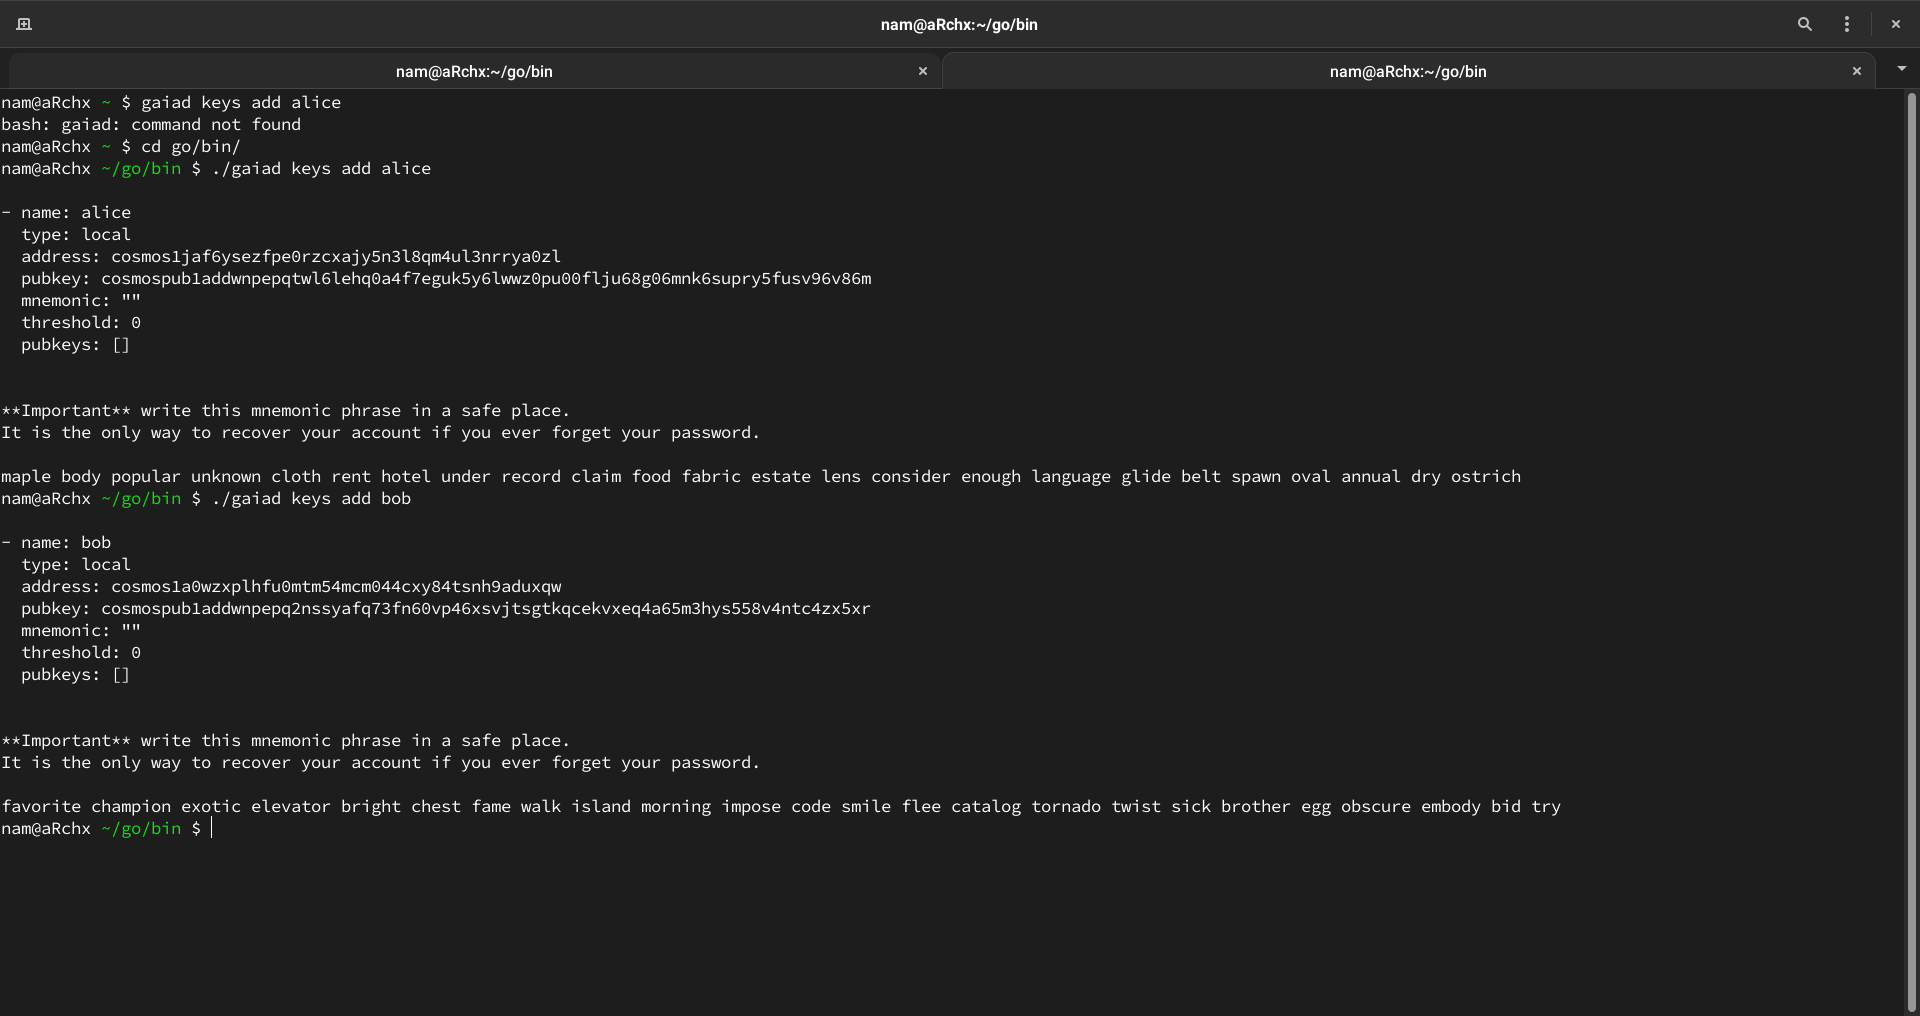 nam@aRchx:~/go/bin
nam@aRchx:~/go/bin
nam@aRchx:~/go/bin
nam@aRchx ~ $ gaiad keys add alice
bash: gaiad: command not found
nam@aRchx ~ $ cd go/bin/
nam@aRchx ~/go/bin $ ./gaiad keys add alice
- name: alice
  type: local
  address: cosmos1jaf6ysezfpe0rzcxajy5n3l8qm4ul3nrrya0zl
  pubkey: cosmospub1addwnpepqtwl6lehq0a4f7eguk5y6lwwz0pu00flju68g06mnk6supry5fusv96v86m
  mnemonic: ""
  threshold: 0
  pubkeys: []
**Important** write this mnemonic phrase in a safe place.
It is the only way to recover your account if you ever forget your password.
maple body popular unknown cloth rent hotel under record claim food fabric estate lens consider enough language glide belt spawn oval annual dry ostrich
nam@aRchx ~/go/bin $ ./gaiad keys add bob
- name: bob
  type: local
  address: cosmos1a0wzxplhfu0mtm54mcm044cxy84tsnh9aduxqw
  pubkey: cosmospub1addwnpepq2nssyafq73fn60vp46xsvjtsgtkqcekvxeq4a65m3hys558v4ntc4zx5xr
  mnemonic: ""
  threshold: 0
  pubkeys: []
**Important** write this mnemonic phrase in a safe place.
It is the only way to recover your account if you ever forget your password.
favorite champion exotic elevator bright chest fame walk island morning impose code smile flee catalog tornado twist sick brother egg obscure embody bid try
nam@aRchx ~/go/bin $